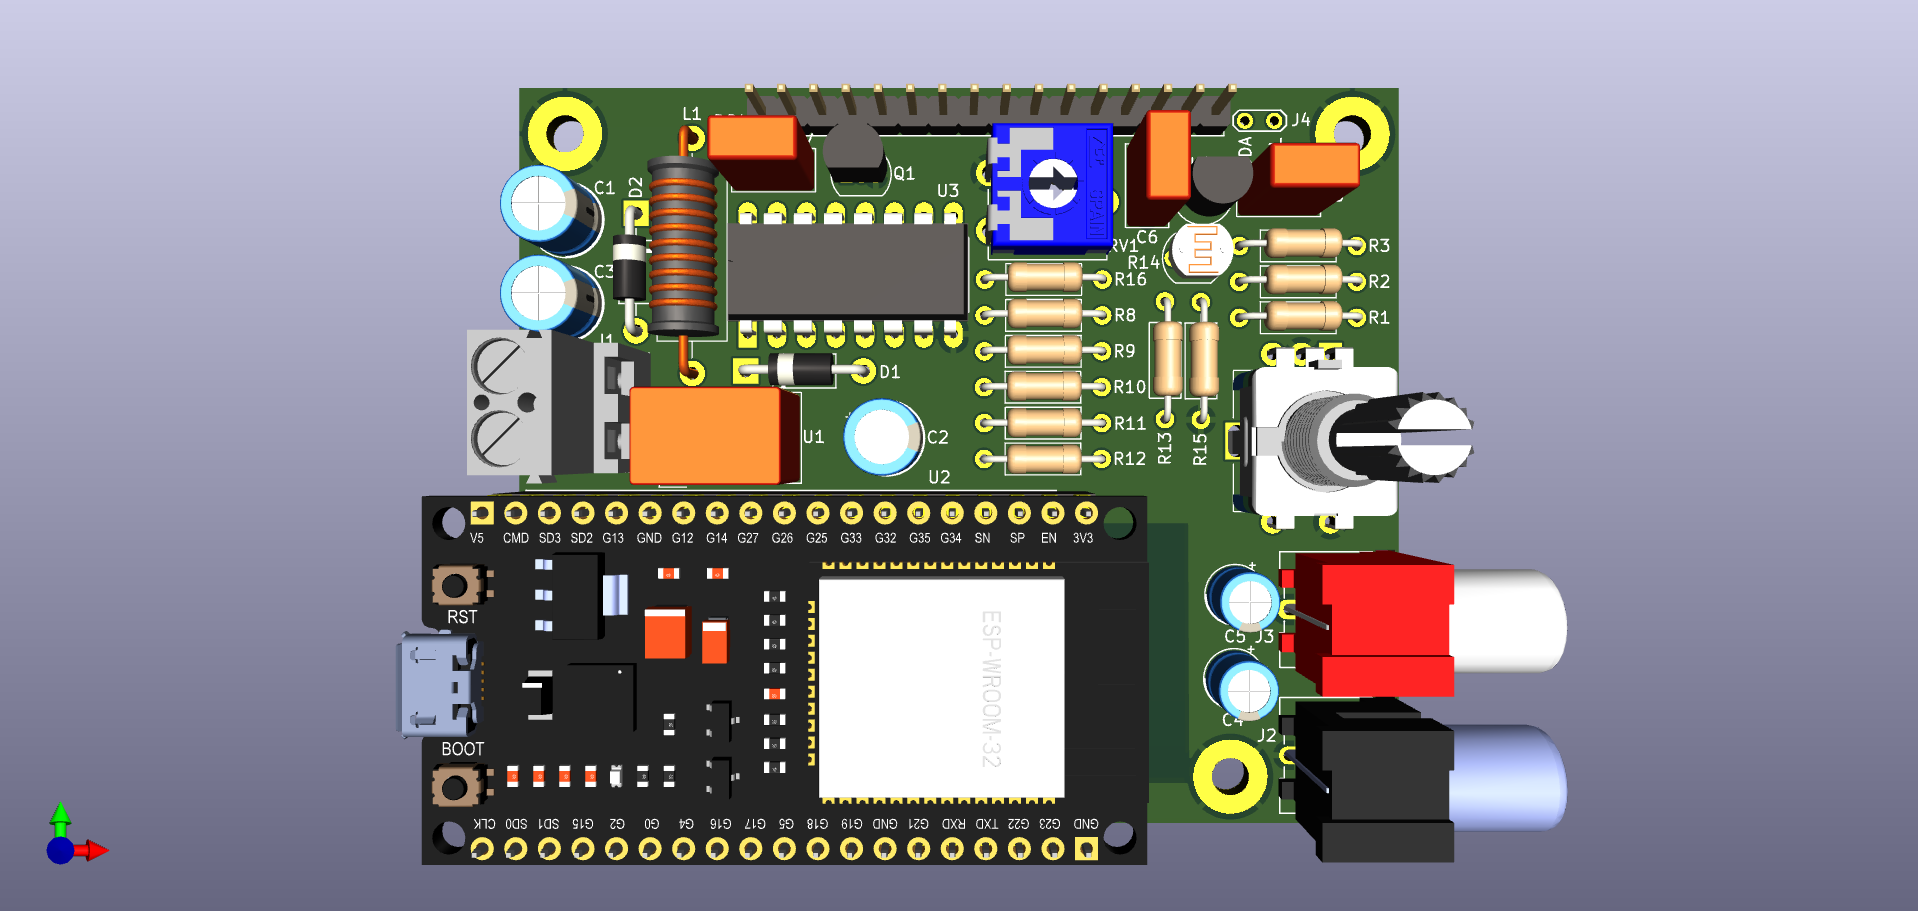 L1
J4
DA
C1
D2
Q1
U3
C6
RV1
R14
R3
C3
R16
R2
R8
R1
J1
R9
D1
R10
R11
U1
C2
R13
R15
R12
U2
V5 CMD SD3 SD2 G13 GND G12 G14 G27 G26 G25 G33 G32 G35 G34 SN SP EN 3V3
RST
ESP-WROOM-32
+
C5 J3
+
C4
J2
BOOT
CLK SD0 SD1 G15 G2 G0 G4 G16 G17 G5 G18 G19 GND G21 RXD TXD G22 G23 GND